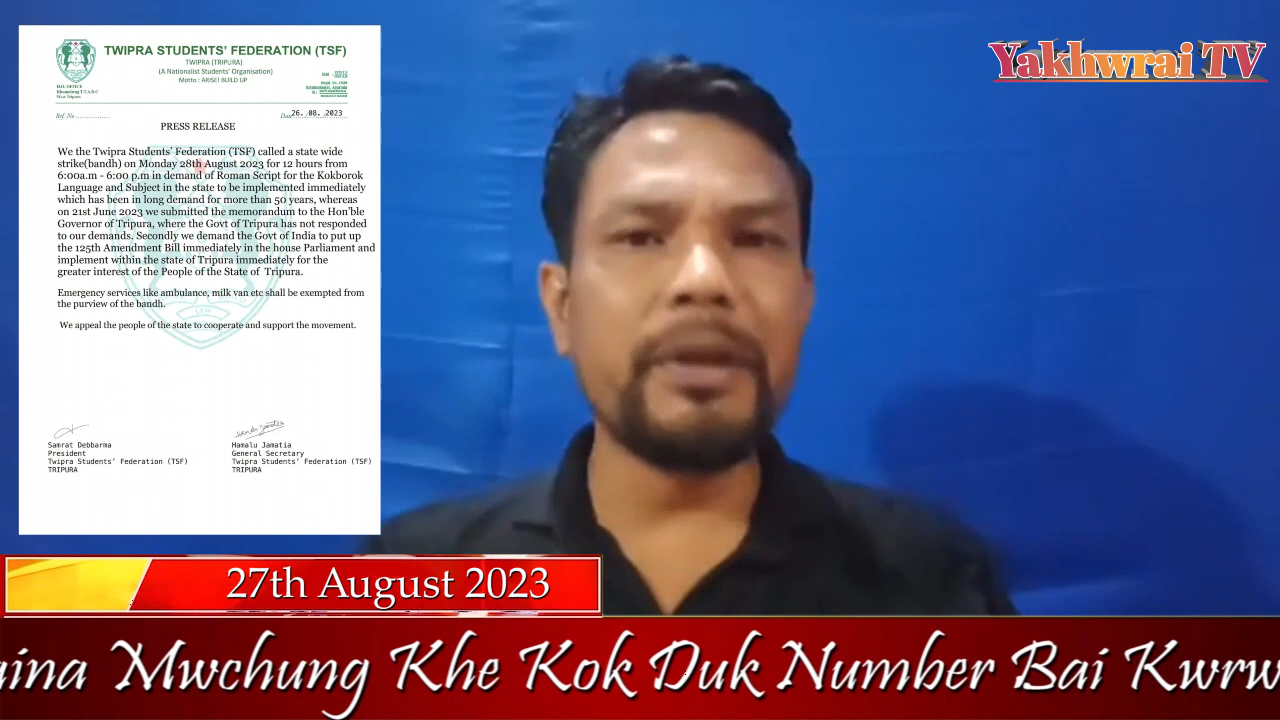 TWIPRA STUDENTS' FEDERATION (TSF)
TWIPRA (TRIPURA)
(A Nationalist Students' Organisation)
Motto : ARISE! BUILD UP
H.O. OFFICE
Khumulwng T.T.A.D.C
West Tripura
Ref. No
Date 26. 08. 2023
PRESS RELEASE
We the Twipra Students' Federation (TSF) called a state wide
strike(bandh) on Monday 28th August 2023 for 12 hours from
6:00a.m - 6:00 p.m in demand of Roman Script for the Kokborok
Language and Subject in the state to be implemented immediately
which has been in long demand for more than 50 years, whereas
on 21st June 2023 we submitted the memorandum to the Hon'ble
Governor of Tripura, where the Govt of Tripura has not responded
to our demands. Secondly we demand the Govt of India to put up
the 125th Amendment Bill immediately in the house Parliament and
implement within the state of Tripura immediately for the
greater interest of the People of the State of Tripura.
Emergency services like ambulance, milk van etc shall be exempted from
the purview of the bandh.
We appeal the people of the state to cooperate and support the movement.
Samrat Debbarma
President
Twipra Students' Federation (TSF)
TRIPURA
Hamalu Jamatia
General Secretary
Twipra Students' Federation (TSF)
TRIPURA
Yakhwrai TV
27th August 2023
aina Mwchung Khe Kok Duk Number Bai Kwrw